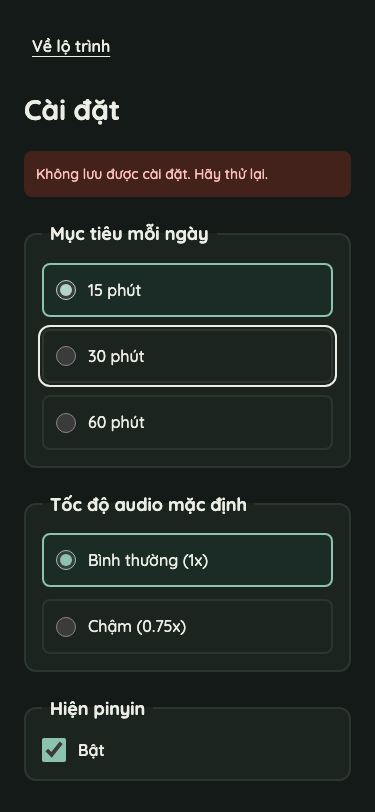 Về lộ trình
Cài đặt
Không lưu được cài đặt. Hãy thử lại.
Mục tiêu mỗi ngày
15 phút
30 phút
60 phút
Tốc độ audio mặc định
Bình thường (1x)
Chậm (0.75x)
Hiện pinyin
Bật